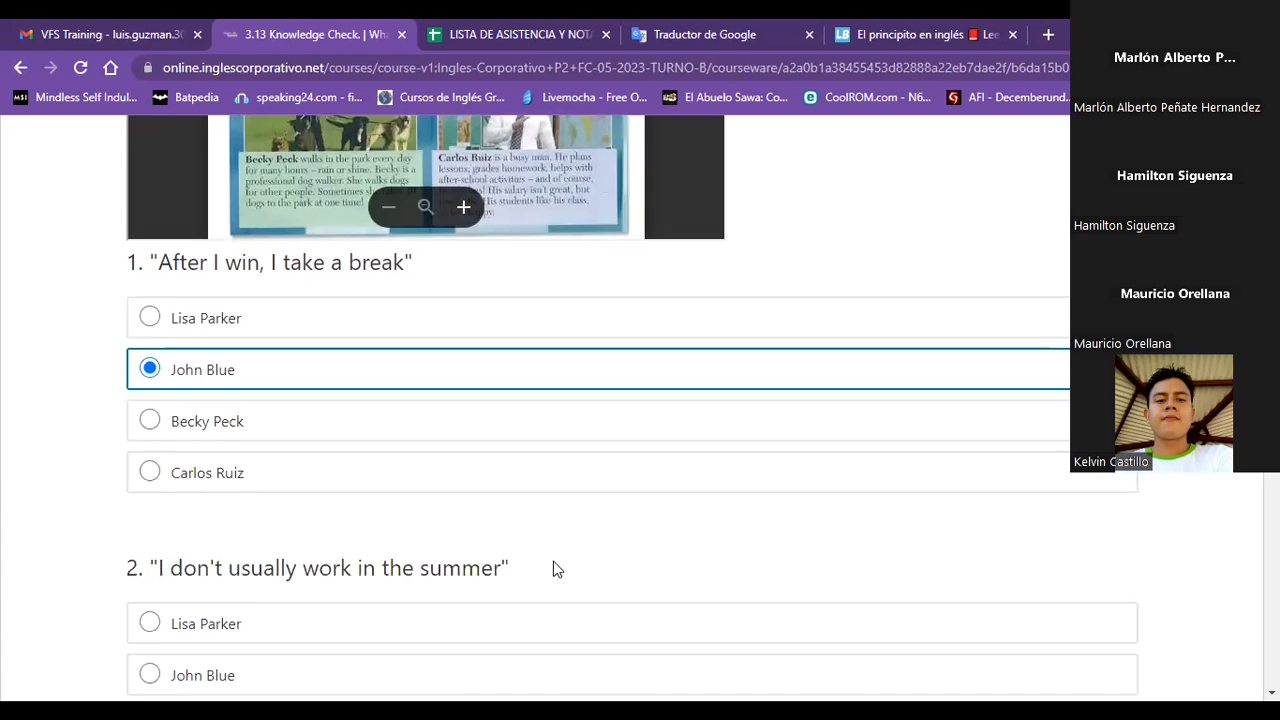 VFS Training - luis.guzman.30
3.13 Knowledge Check. | Wha
LISTA DE ASISTENCIA Y NOTA
Traductor de Google
El principito en inglés 📕 Lee
online.inglescorporativo.net/courses/course-v1:Ingles-Corporativo+P2+FC-05-2023-TURNO-B/courseware/a2a0b1a38455453d82888a22eb7dae2f/b6da15b0
Mindless Self Indul...
Batpedia
speaking24.com - fi...
Cursos de Inglés Gr...
Livemocha - Free O...
El Abuelo Sawa: Co...
CoolROM.com - N6...
AFI - Decemberund...
Becky Peck walks in the park every day
for many hours – rain or shine. Becky is a
professional dog walker. She walks dogs
for other people. Sometimes she
dogs to the park at one time!
Carlos Ruiz is a busy man. He plans
lessons, grades homework, helps with
after-school activities – and of course,
His salary isn't great, but
His students like his class,
1. "After I win, I take a break"
Lisa Parker
John Blue
Becky Peck
Carlos Ruiz
2. "I don't usually work in the summer"
Lisa Parker
John Blue
Marlón Alberto P...
Marlón Alberto Peñate Hernandez
Hamilton Siguenza
Hamilton Siguenza
Mauricio Orellana
Mauricio Orellana
Kelvin Castillo